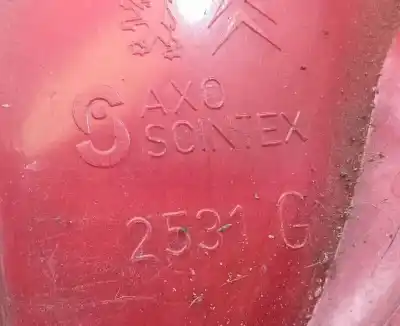 AXO
SCINTEX
2531 G